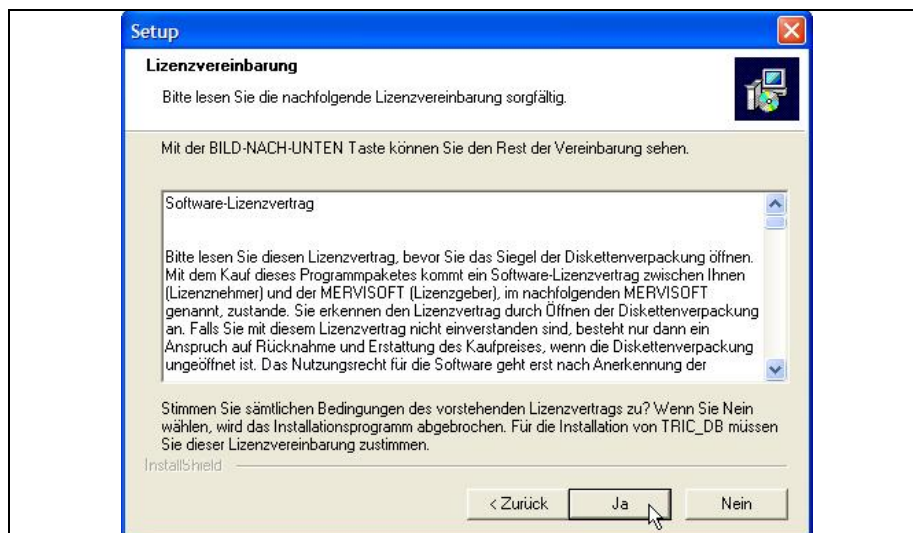 Setup
Lizenzvereinbarung
Bitte lesen Sie die nachfolgende Lizenzvereinbarung sorgfältig.
Mit der BILD-NACH-UNTEN Taste können Sie den Rest der Vereinbarung sehen.
Software-Lizenzvertrag
Bitte lesen Sie diesen Lizenzvertrag, bevor Sie das Siegel der Diskettenverpackung öffnen.
Mit dem Kauf dieses Programmpaketes kommt ein Software-Lizenzvertrag zwischen Ihnen
(Lizenznehmer) und der MERVISOFT (Lizenzgeber), im nachfolgenden MERVISOFT
genannt, zustande. Sie erkennen den Lizenzvertrag durch Öffnen der Diskettenverpackung
an. Falls Sie mit diesem Lizenzvertrag nicht einverstanden sind, besteht nur dann ein
Anspruch auf Rücknahme und Erstattung des Kaufpreises, wenn die Diskettenverpackung
ungeöffnet ist. Das Nutzungsrecht für die Software geht erst nach Anerkennung der
Stimmen Sie sämtlichen Bedingungen des vorstehenden Lizenzvertrags zu? Wenn Sie Nein
wählen, wird das Installationsprogramm abgebrochen. Für die Installation von TRIC_DB müssen
Sie dieser Lizenzvereinbarung zustimmen.
InstallShield
< Zurück Ja Nein